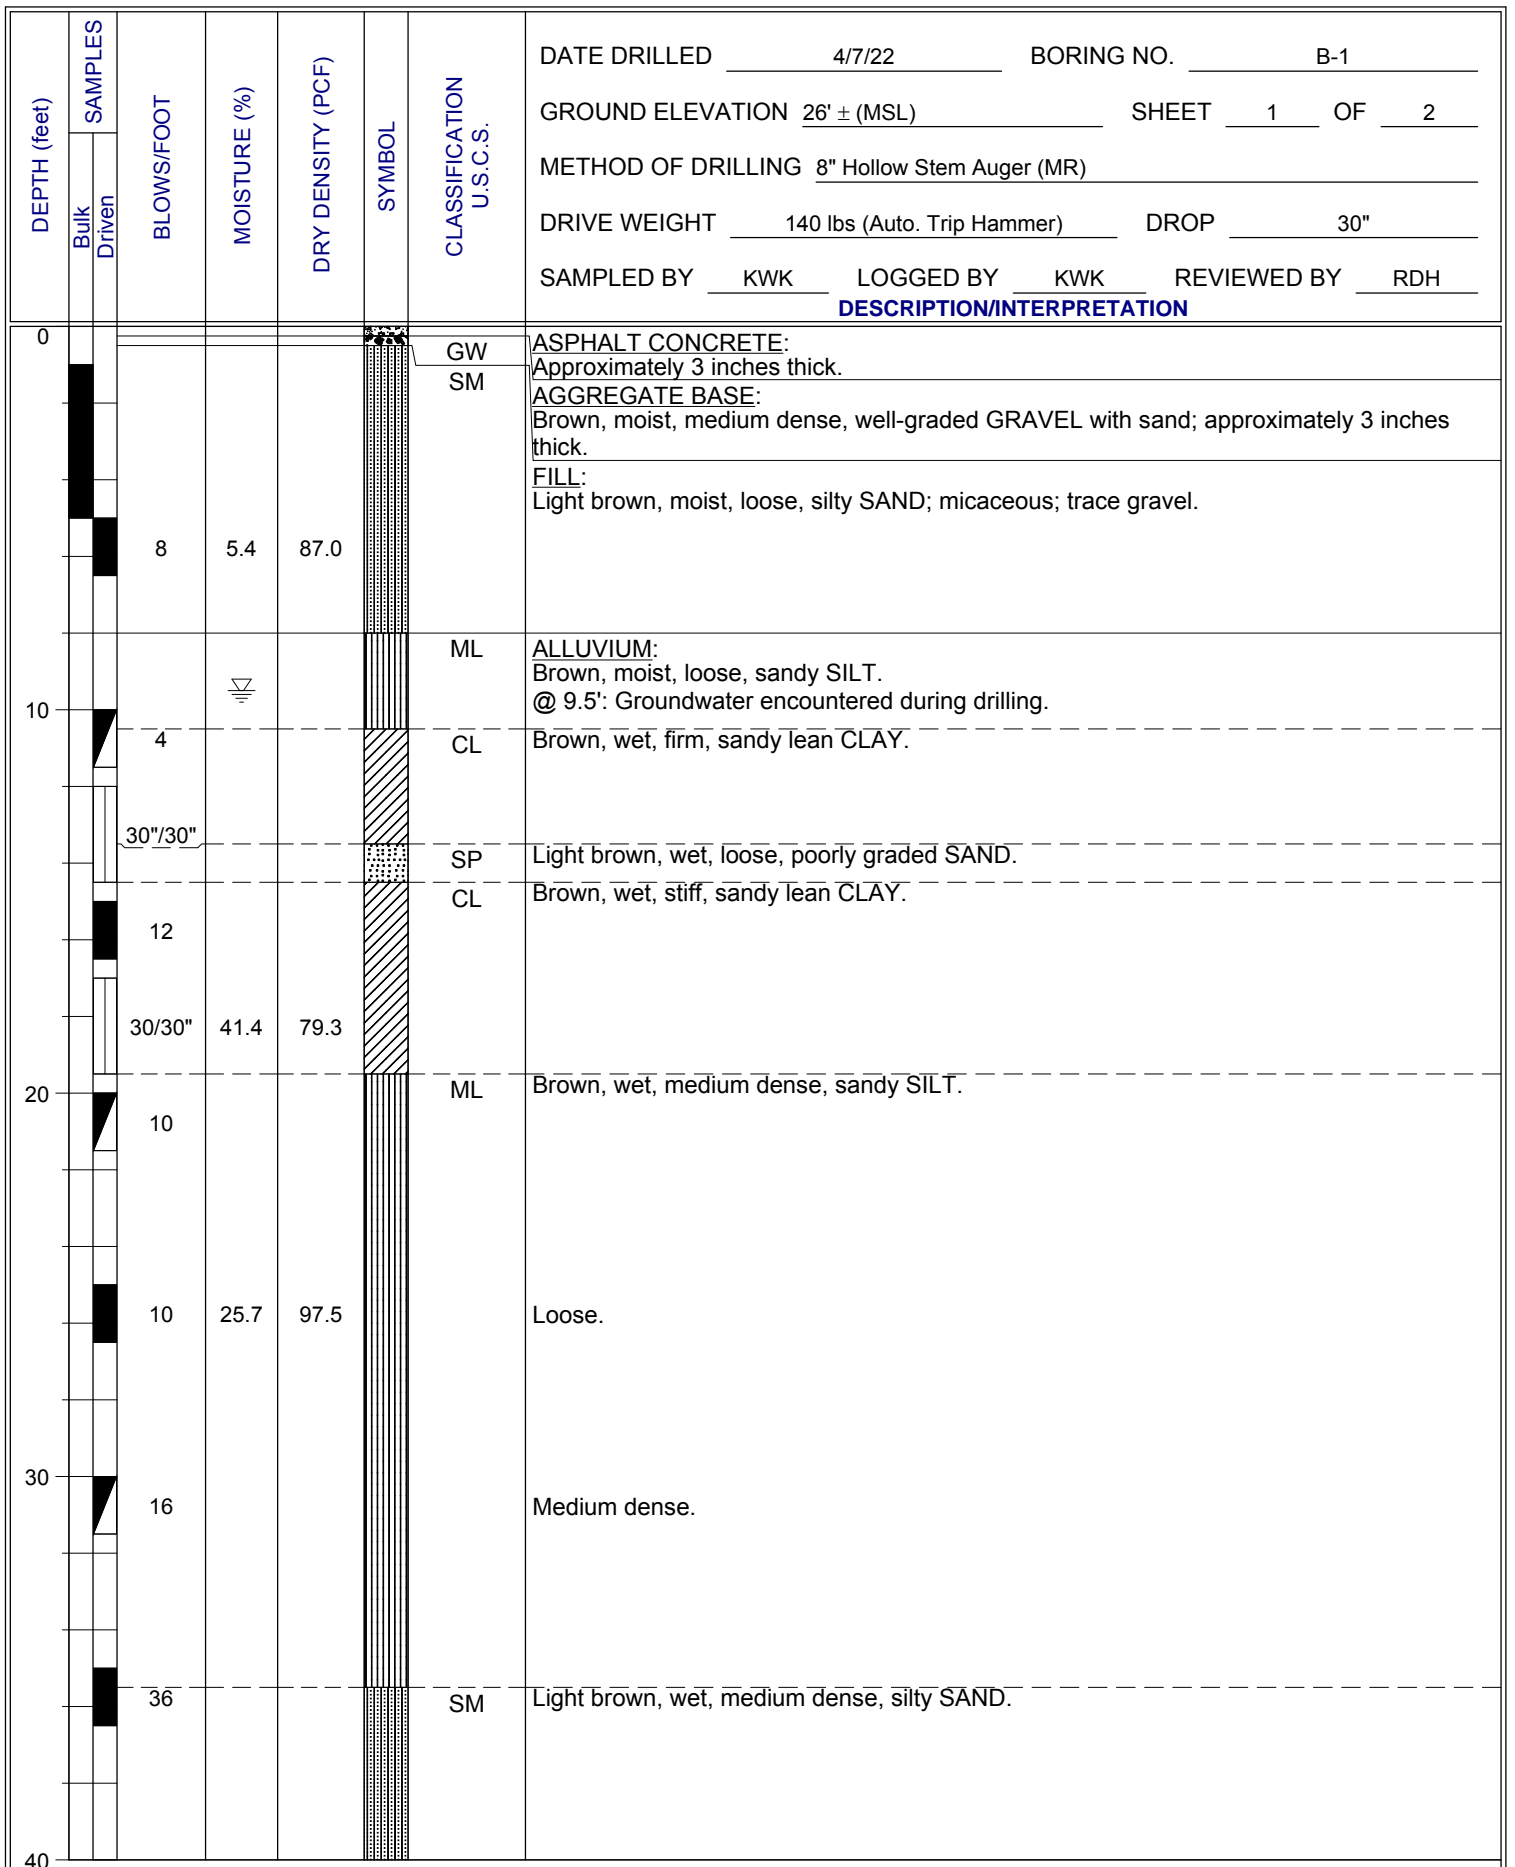 DEPTH (feet)
SAMPLES
Bulk
Driven
BLOWS/FOOT
MOISTURE (%)
DRY DENSITY (PCF)
SYMBOL
CLASSIFICATION
U.S.C.S.
DATE DRILLED 4/7/22 BORING NO. B-1
GROUND ELEVATION 26' ± (MSL) SHEET 1 OF 2
METHOD OF DRILLING 8" Hollow Stem Auger (MR)
DRIVE WEIGHT 140 lbs (Auto. Trip Hammer) DROP 30"
SAMPLED BY KWK LOGGED BY KWK REVIEWED BY RDH
DESCRIPTION/INTERPRETATION
0
GW ASPHALT CONCRETE:
Approximately 3 inches thick.
SM AGGREGATE BASE:
Brown, moist, medium dense, well-graded GRAVEL with sand; approximately 3 inches
thick.
FILL:
Light brown, moist, loose, silty SAND; micaceous; trace gravel.
8 5.4 87.0
ML ALLUVIUM:
Brown, moist, loose, sandy SILT.
@ 9.5': Groundwater encountered during drilling.
10
4 CL Brown, wet, firm, sandy lean CLAY.
30"/30"
SP Light brown, wet, loose, poorly graded SAND.
CL Brown, wet, stiff, sandy lean CLAY.
12
30/30" 41.4 79.3
ML Brown, wet, medium dense, sandy SILT.
20
10
10 25.7 97.5 Loose.
30
16 Medium dense.
36 SM Light brown, wet, medium dense, silty SAND.
40